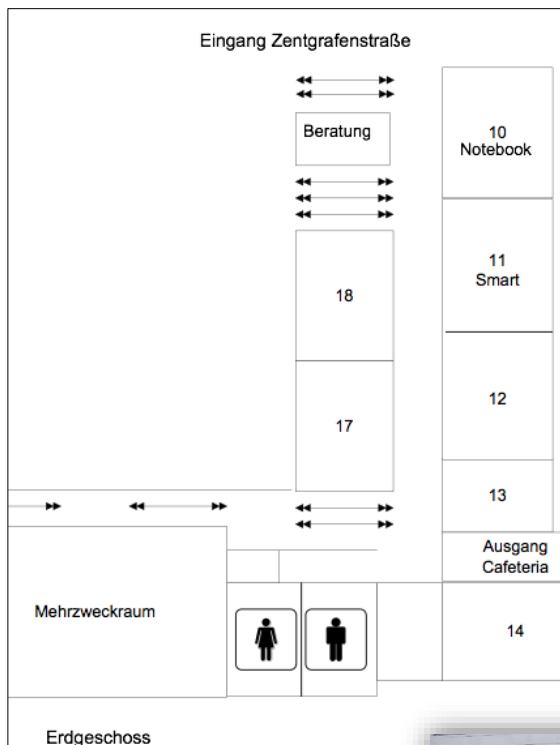 Eingang Zentgrafenstraße
Beratung
10
Notebook
11
Smart
18
12
17
13
Ausgang
Cafeteria
Mehrzweckraum
14
Erdgeschoss